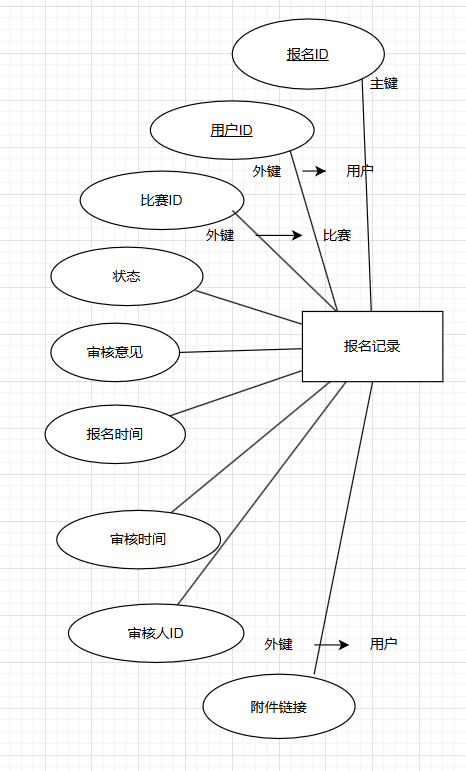 报名ID
主键
用户ID
外键 用户
比赛ID
外键 比赛
状态
报名记录
审核意见
报名时间
审核时间
审核人ID
外键 用户
附件链接